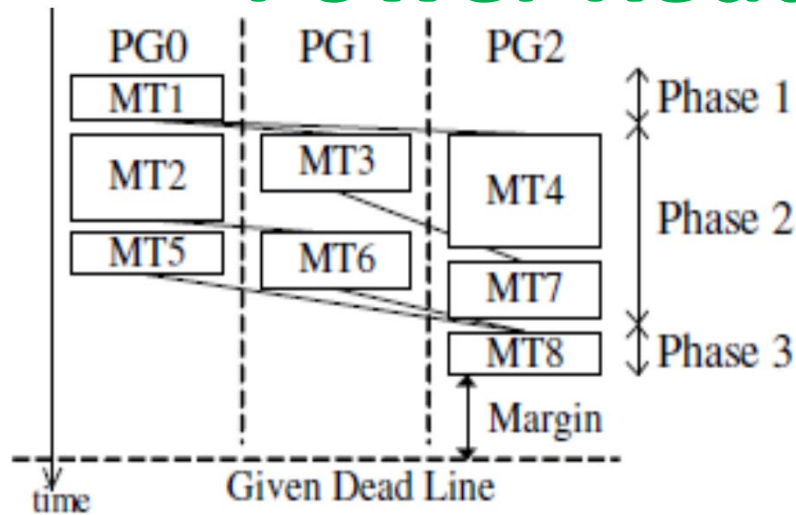 PG0 PG1 PG2
MT1
Phase 1
MT2 MT3 MT4
Phase 2
MT5 MT6 MT7
MT8
Phase 3
Margin
Given Dead Line
time